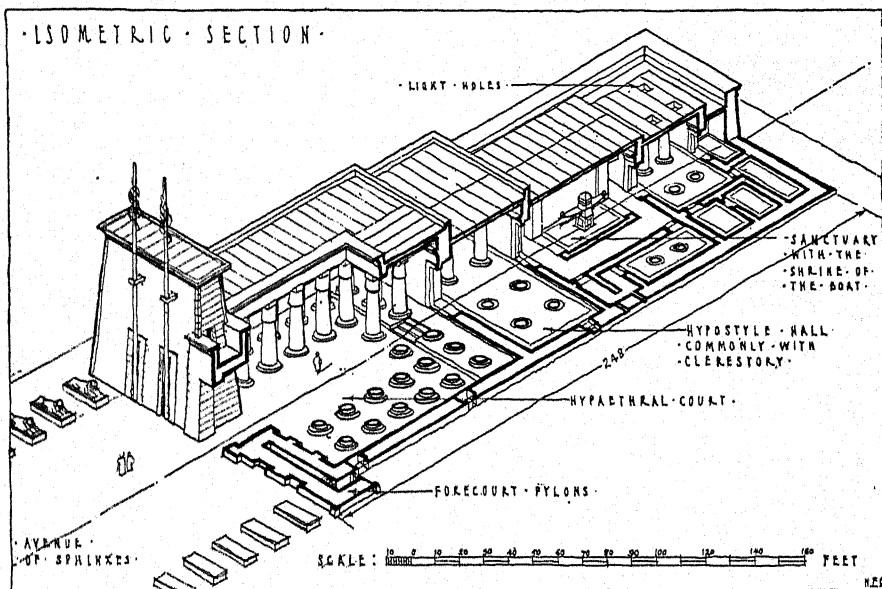 ·ISOMETRIC · SECTION·
· LIGHT · HOLES ·
· SANCTUARY
· WITH · THE ·
· SHRINE · OF ·
· THE · BOAT ·
HYPOSTYLE · HALL
· COMMONLY · WITH
· CLERESTORY ·
248
HYPAETHRAL · COURT ·
FORECOURT · PYLONS ·
· AVENUE ·
· OF · SPHINXES ·
SCALE: 10 0 10 20 30 40 50 60 70 80 90 100 120 140 160 FEET